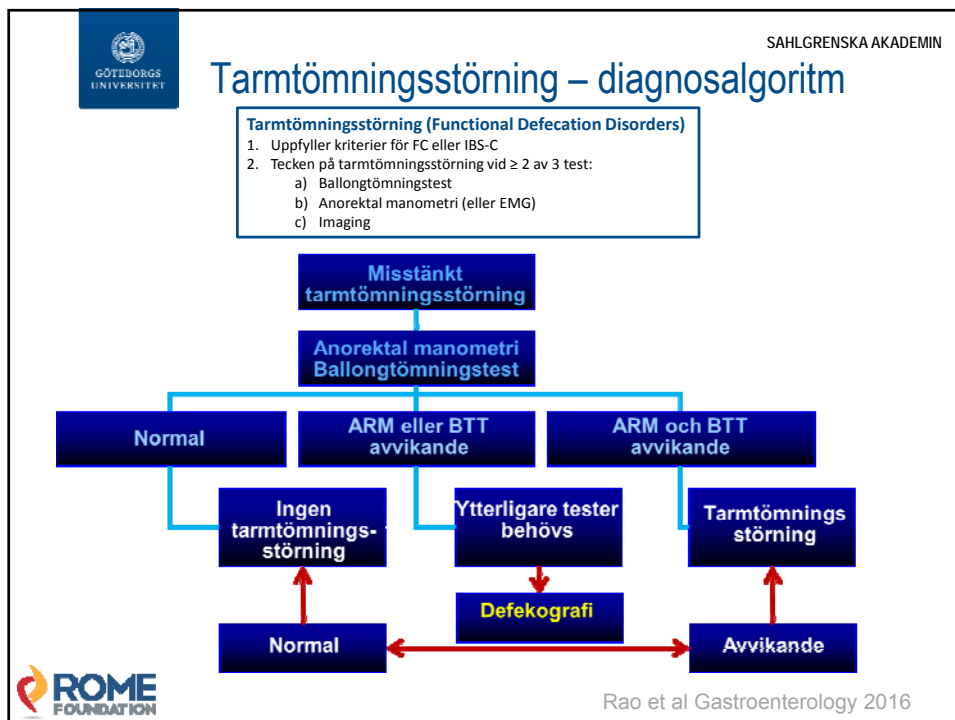 SAHLGRENSKA AKADEMIN
GÖTEBORGS
UNIVERSITET
Tarmtömningsstörning – diagnosalgoritm
Tarmtömningsstörning (Functional Defecation Disorders)
1. Uppfyller kriterier för FC eller IBS-C
2. Tecken på tarmtömningsstörning vid ≥ 2 av 3 test:
a) Ballongtömningstest
b) Anorektal manometri (eller EMG)
c) Imaging
Misstänkt
tarmtömningsstörning
Anorektal manometri
Ballongtömningstest
Normal
ARM eller BTT
avvikande
ARM och BTT
avvikande
Ingen
tarmtömnings-
störning
Ytterligare tester
behövs
Tarmtömnings
störning
Defekografi
Normal
Avvikande
ROME
FOUNDATION
Rao et al Gastroenterology 2016